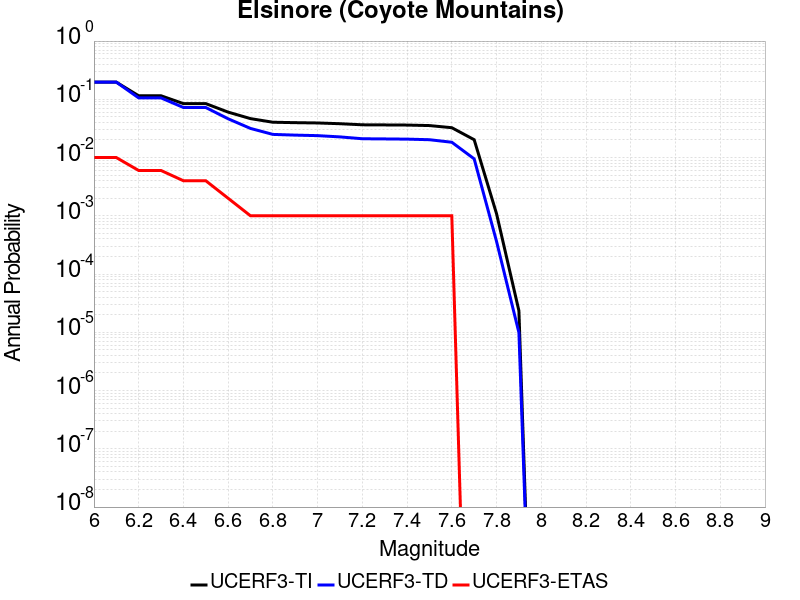 Elsinore (Coyote Mountains)
10^0
10^-1
10^-2
10^-3
10^-4
10^-5
10^-6
10^-7
10^-8
Annual Probability
6 6.2 6.4 6.6 6.8 7 7.2 7.4 7.6 7.8 8 8.2 8.4 8.6 8.8 9
Magnitude
UCERF3-TI UCERF3-TD UCERF3-ETAS